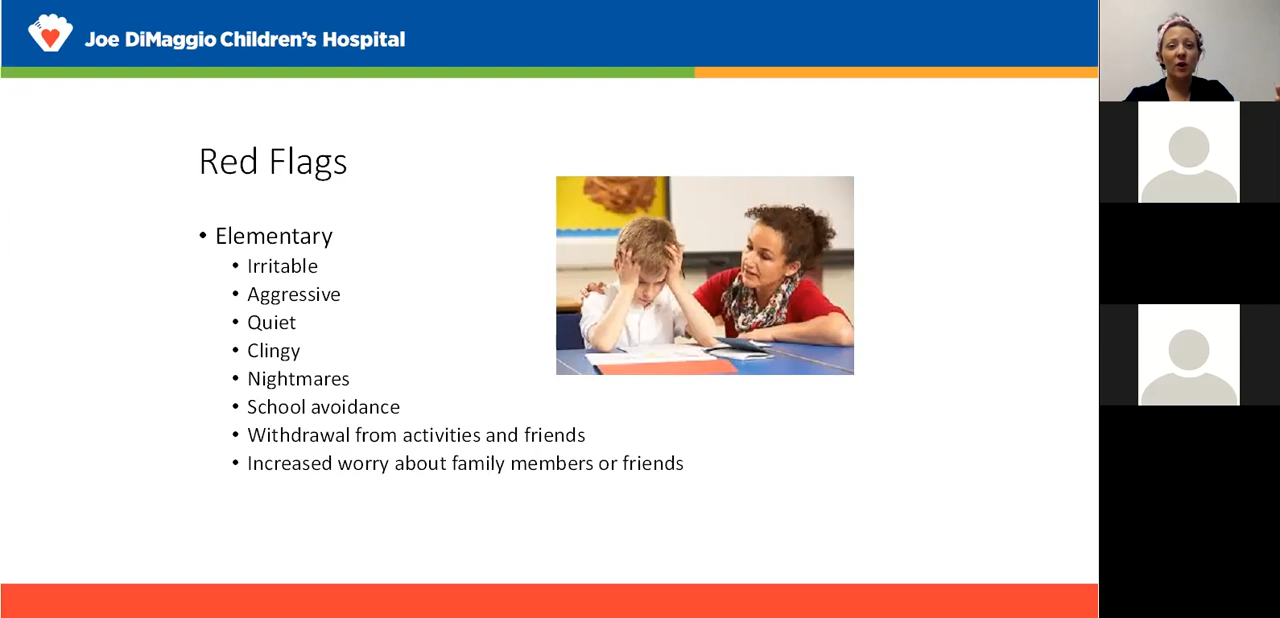 Joe DiMaggio Children's Hospital
Red Flags
• Elementary
• Irritable
• Aggressive
• Quiet
• Clingy
• Nightmares
• School avoidance
• Withdrawal from activities and friends
• Increased worry about family members or friends